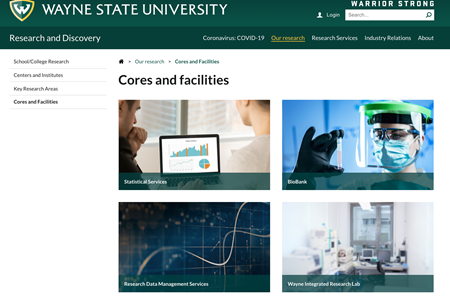 WAYNE STATE UNIVERSITY
WARRIOR STRONG
Login
Search...
Research and Discovery
Coronavirus: COVID-19 Our research Research Services Industry Relations About
School/College Research
Centers and Institutes
Key Research Areas
Cores and Facilities
» Our research » Cores and Facilities
Cores and facilities
Statistical Services
BioBank
Research Data Management Services
Wayne Integrated Research Lab